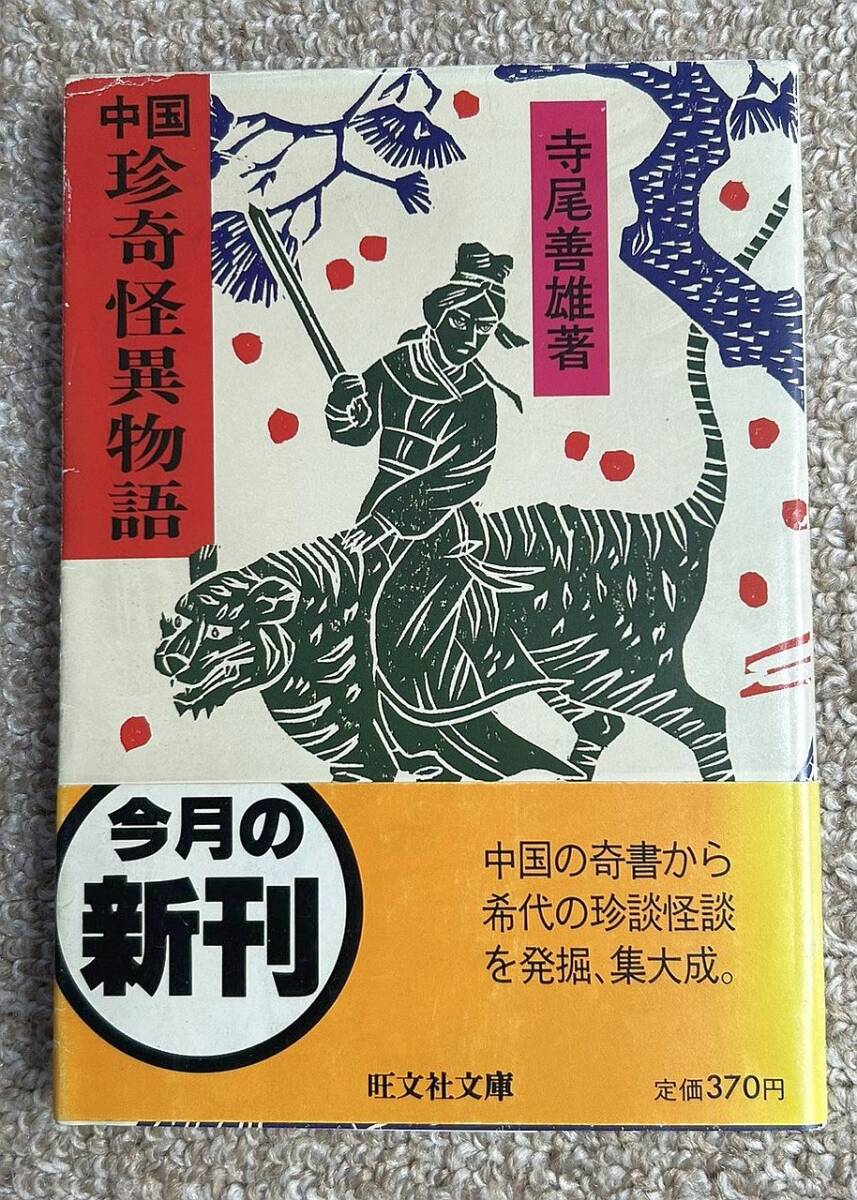 中国
珍奇怪異物語
寺尾善雄著
今月の
新刊
中国の奇書から
希代の珍談怪談
を発掘、集大成。
旺文社文庫
定価370円